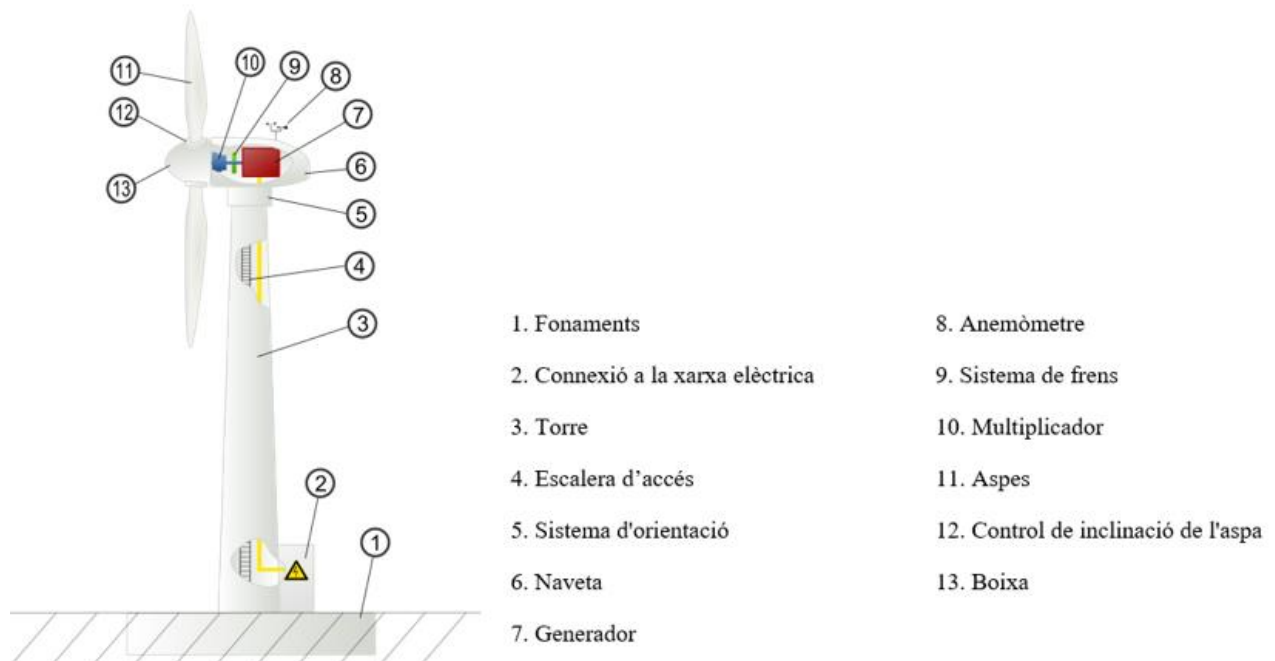 11
10
9
8
12
7
6
13
5
4
3
2
1
1. Fonaments
2. Connexió a la xarxa elèctrica
3. Torre
4. Escalera d’accés
5. Sistema d'orientació
6. Naveta
7. Generador
8. Anemòmetre
9. Sistema de frens
10. Multiplicador
11. Aspes
12. Control de inclinació de l'aspa
13. Boixa